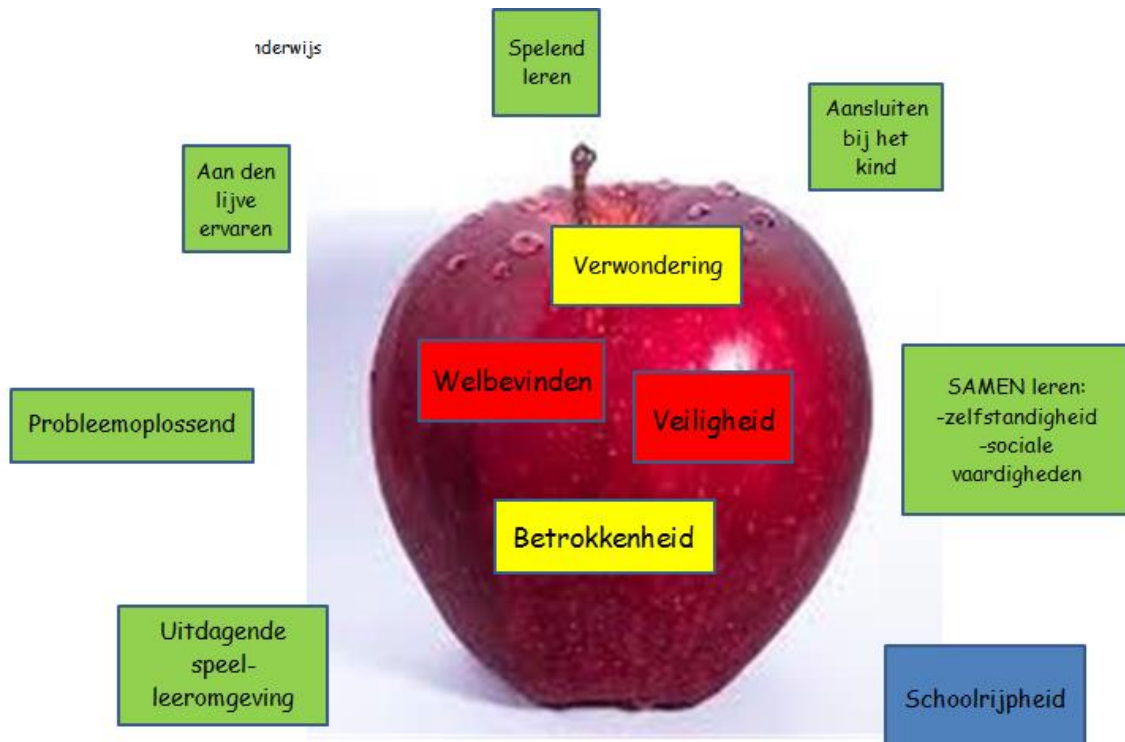 nderwijs
Spelend
leren
Aansluiten
bij het
kind
Aan den
lijve
ervaren
Verwondering
Welbevinden
Veiligheid
SAMEN leren:
-zelfstandigheid
-sociale
vaardigheden
Probleemoplossend
Betrokkenheid
Uitdagende
speel-
leeromgeving
Schoolrijpheid